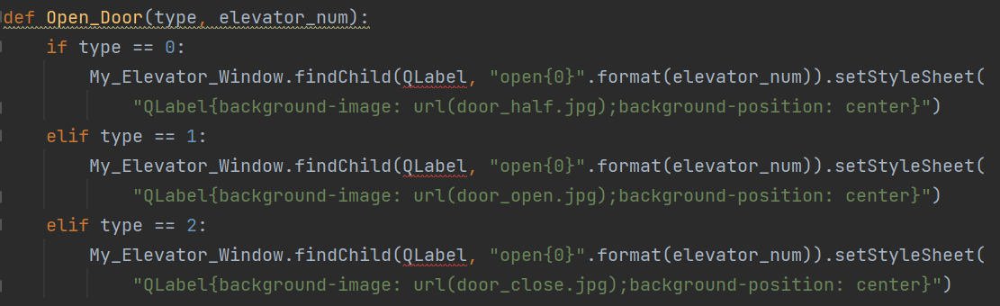 def Open_Door(type, elevator_num):
    if type == 0:
        My_Elevator_Window.findChild(QLabel, "open{0}".format(elevator_num)).setStyleSheet(
            "QLabel{background-image: url(door_half.jpg);background-position: center}")
    elif type == 1:
        My_Elevator_Window.findChild(QLabel, "open{0}".format(elevator_num)).setStyleSheet(
            "QLabel{background-image: url(door_open.jpg);background-position: center}")
    elif type == 2:
        My_Elevator_Window.findChild(QLabel, "open{0}".format(elevator_num)).setStyleSheet(
            "QLabel{background-image: url(door_close.jpg);background-position: center}")